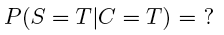 P(S = T|C = T) = ?